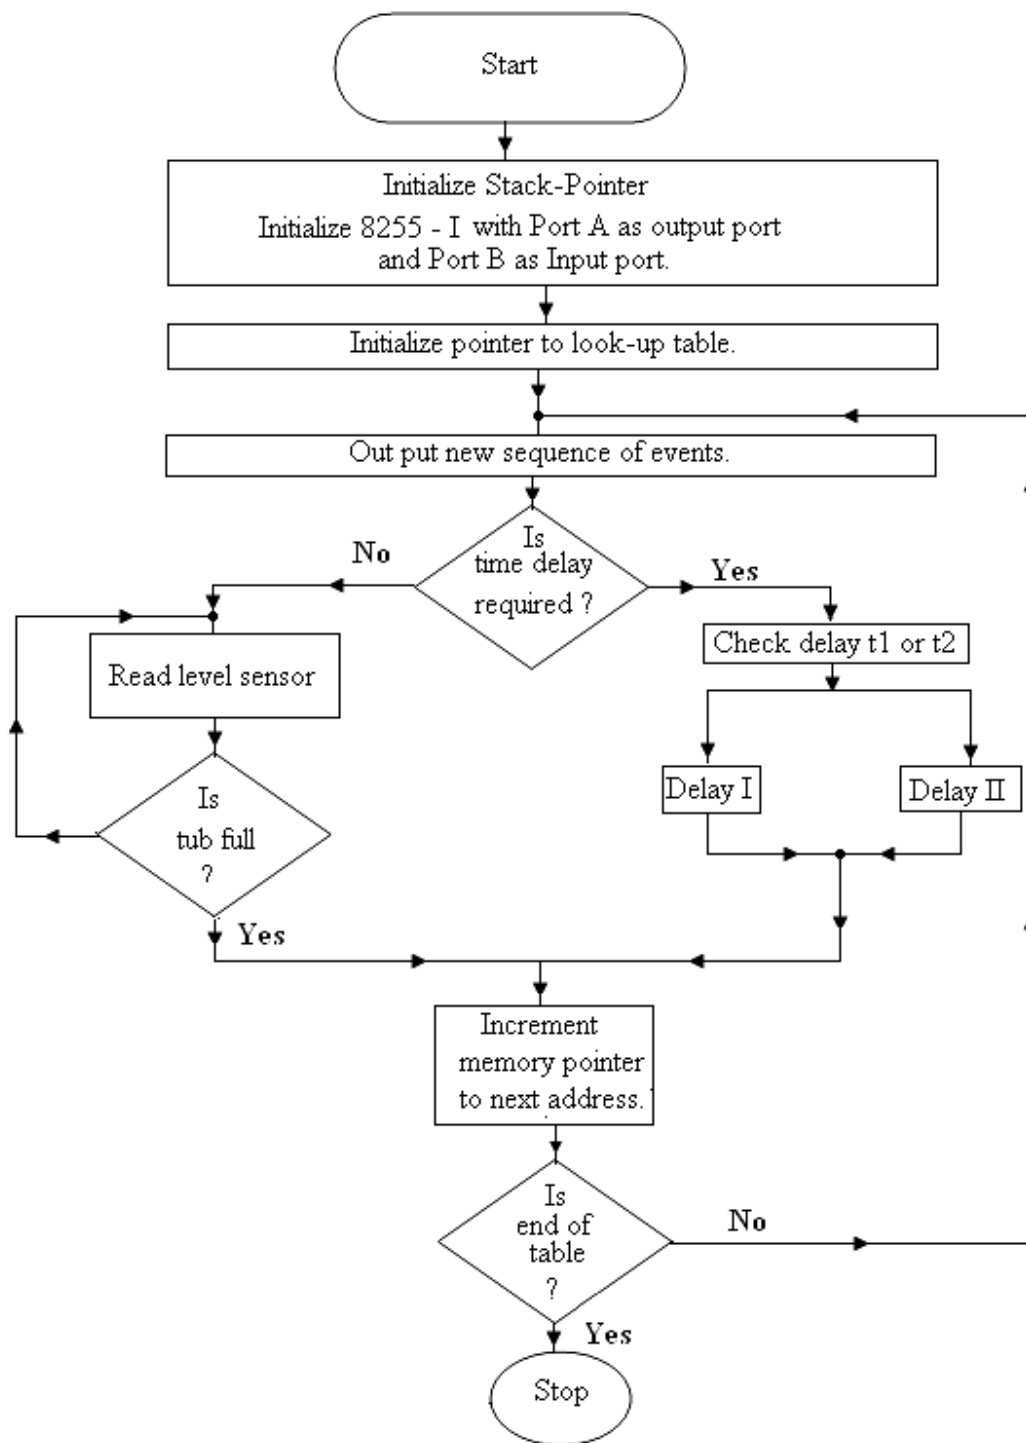 Start
Initialize Stack-Pointer
Initialize 8255 - I with Port A as output port
and Port B as Input port.
Initialize pointer to look-up table.
Out put new sequence of events.
Is
time delay
required ?
No
Yes
Read level sensor
Check delay t1 or t2
Delay I
Delay II
Is
tub full
?
Yes
Increment
memory pointer
to next address.
Is
end of
table
?
No
Yes
Stop